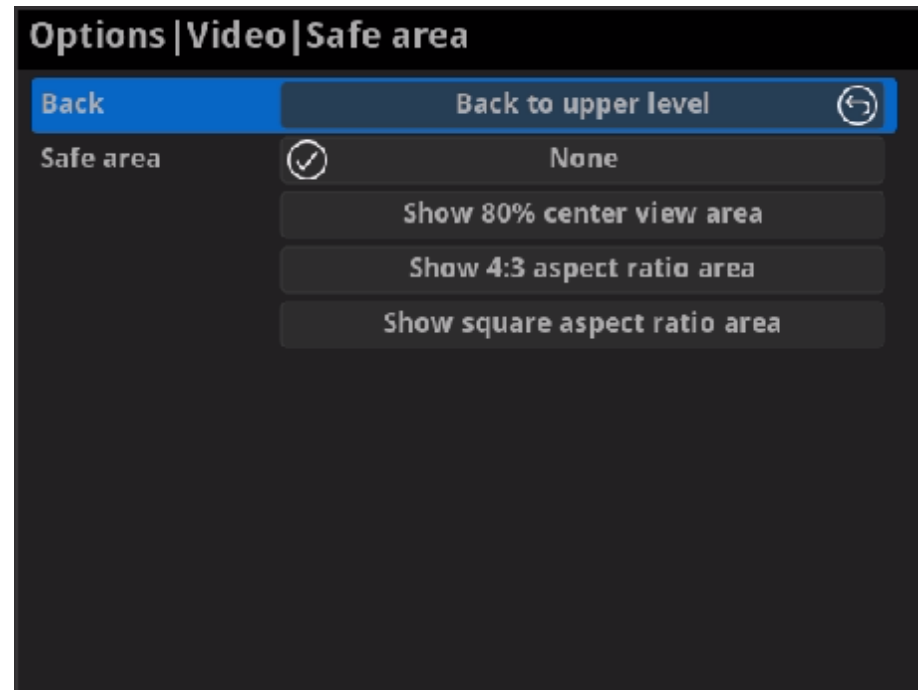 Options|Video|Safe area
Back Back to upper level
Safe area None
Show 80% center view area
Show 4:3 aspect ratio area
Show square aspect ratio area